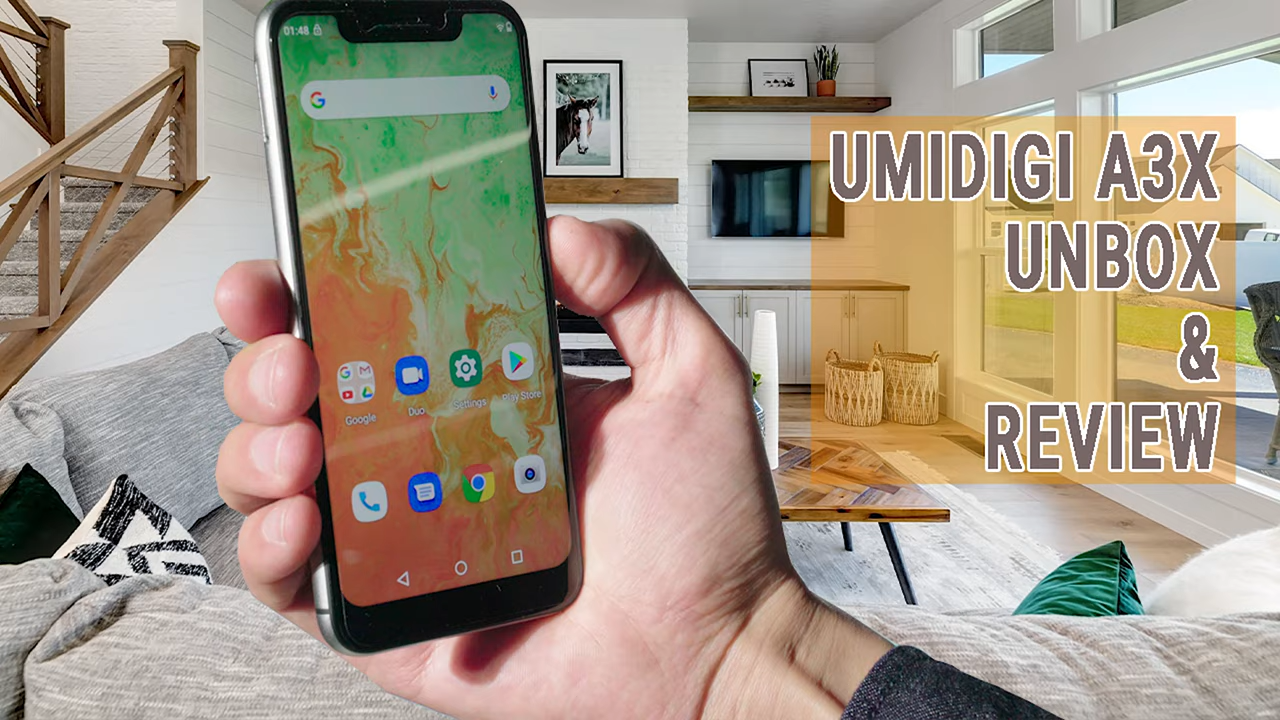 01:48
G
UMIDIGI A3X
UNBOX
&
REVIEW
Google
Duo
Settings
Play Store